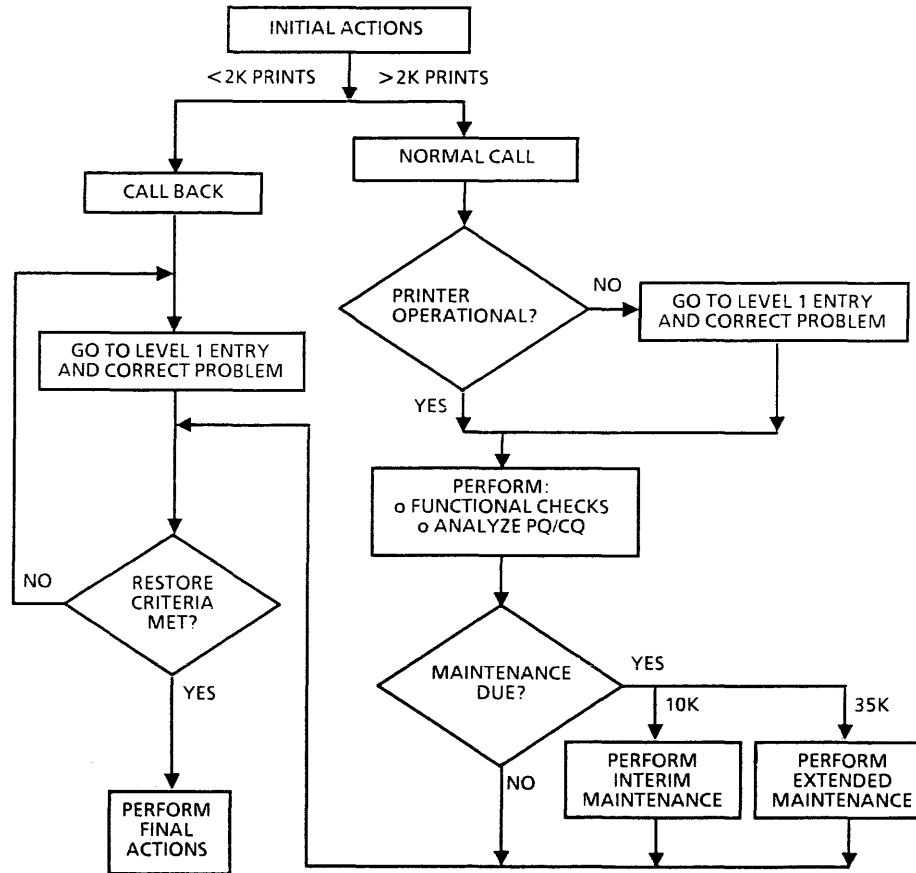 INITIAL ACTIONS
<2K PRINTS
>2K PRINTS
NORMAL CALL
CALL BACK
PRINTER
OPERATIONAL?
NO
GO TO LEVEL 1 ENTRY
AND CORRECT PROBLEM
GO TO LEVEL 1 ENTRY
AND CORRECT PROBLEM
YES
PERFORM:
o FUNCTIONAL CHECKS
o ANALYZE PQ/CQ
NO
RESTORE
CRITERIA
MET?
YES
MAINTENANCE
DUE?
YES
10K
35K
NO
PERFORM
INTERIM
MAINTENANCE
PERFORM
EXTENDED
MAINTENANCE
PERFORM
FINAL
ACTIONS